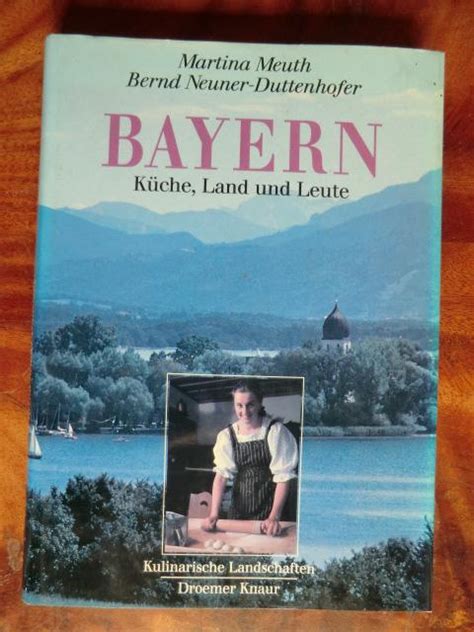 Martina Meuth
Bernd Neuner-Duttenhofer
BAYERN
Küche, Land und Leute
Kulinarische Landschaften
Droemer Knaur